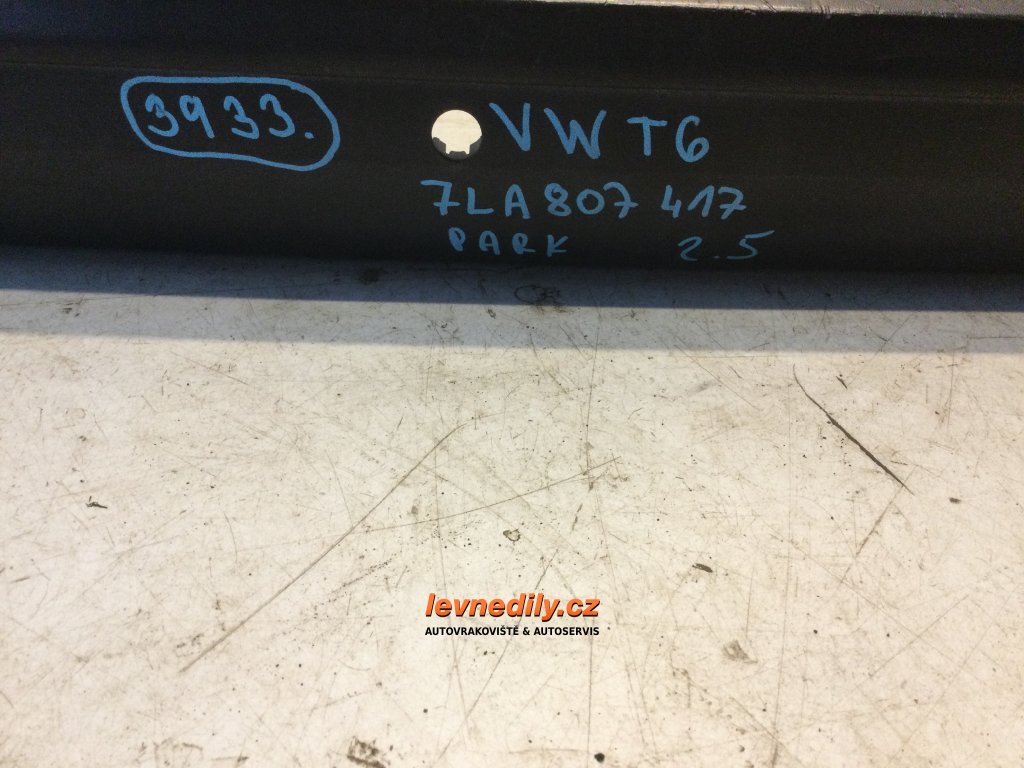 3933.
VW T6
7LA 807 417
PARK 2.5
levnedily.cz
AUTOVRAKOVIŠTĚ & AUTOSERVIS